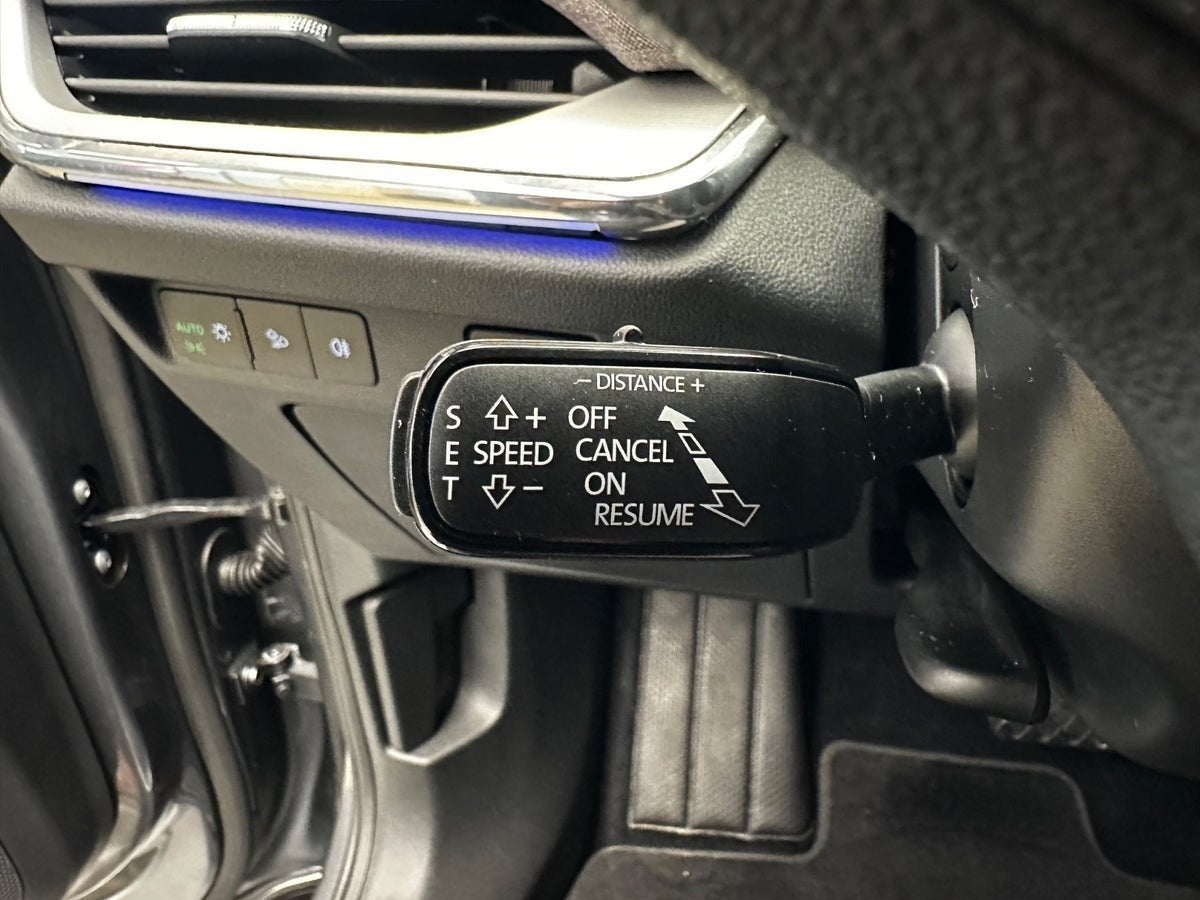 AUTO
– DISTANCE +
S + OFF
E SPEED CANCEL
T – ON
RESUME